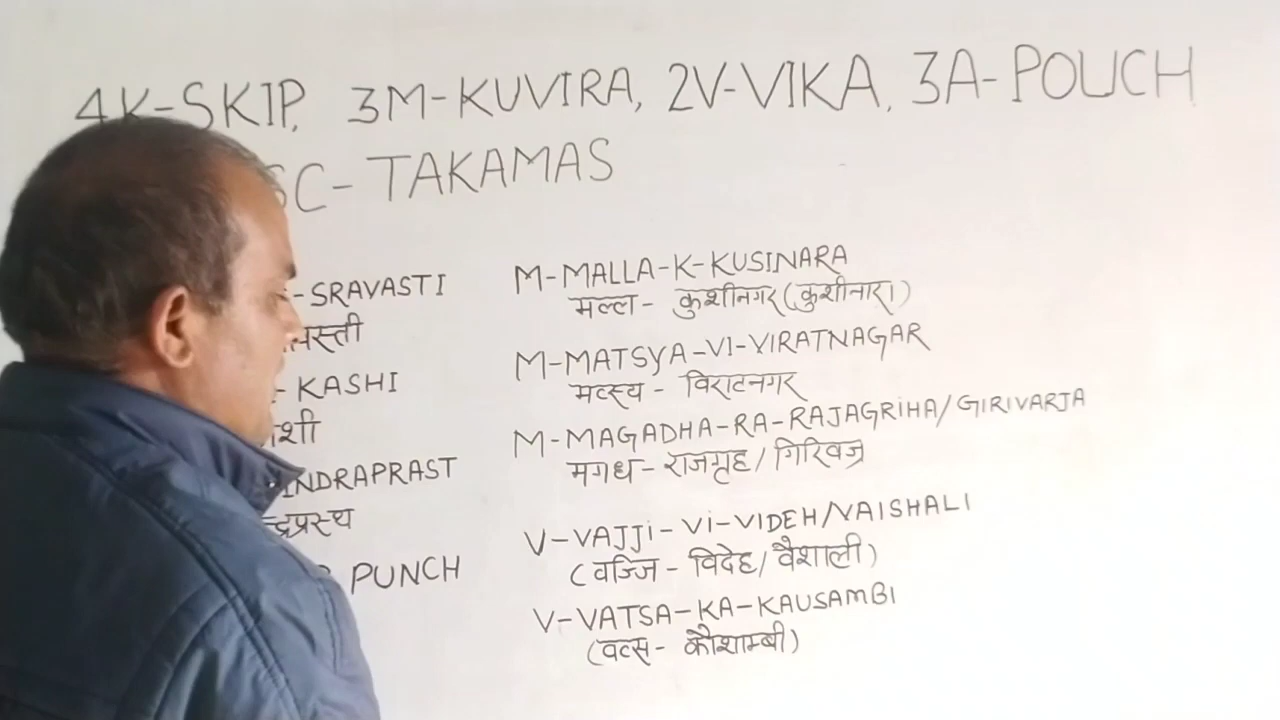 4K-SKIP, 3M-KUVIRA, 2V-VIKA, 3A-POUCH
SC- TAKAMAS
-SRAVASTI
स्ती
- KASHI
शी
INDRAPRAST
द्रप्रस्थ
PUNCH
M-MALLA-K-KUSINARA
मल्ल- कुशीनगर(कुशीनारा)
M-MATSYA-VI-VIRATNAGAR
मत्स्य - विराटनगर
M-MAGADHA-RA-RAJAGRIHA/GIRIVARJA
मगध- राजगृह/गिरिवज्र
V-VAJJi-Vi-VIDEH/VAISHALI
(वज्जि- विदेह/वैशाली)
V-VATSA-KA-KAUSAMBI
(वत्स- कौशाम्बी)